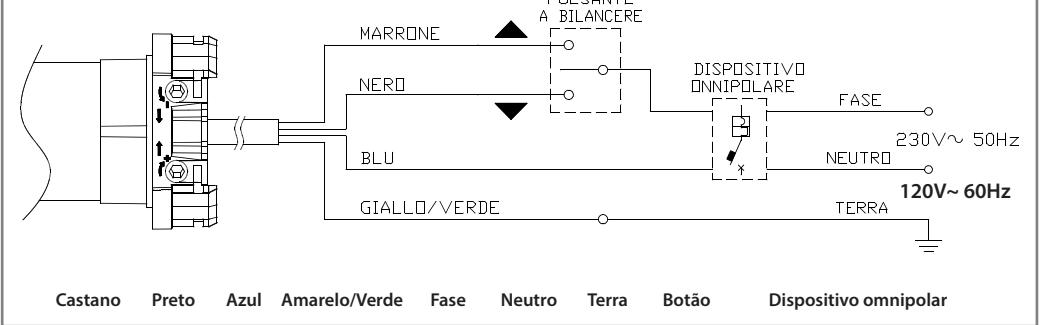 PULSANTE
A BILANCERE
MARRONE
NERO
DISPOSITIVO
ONNIPOLARE
FASE
230V~ 50Hz
BLU
NEUTRO
120V~ 60Hz
GIALLO/VERDE
TERRA
Castano Preto Azul Amarelo/Verde Fase Neutro Terra Botão Dispositivo omnipolar